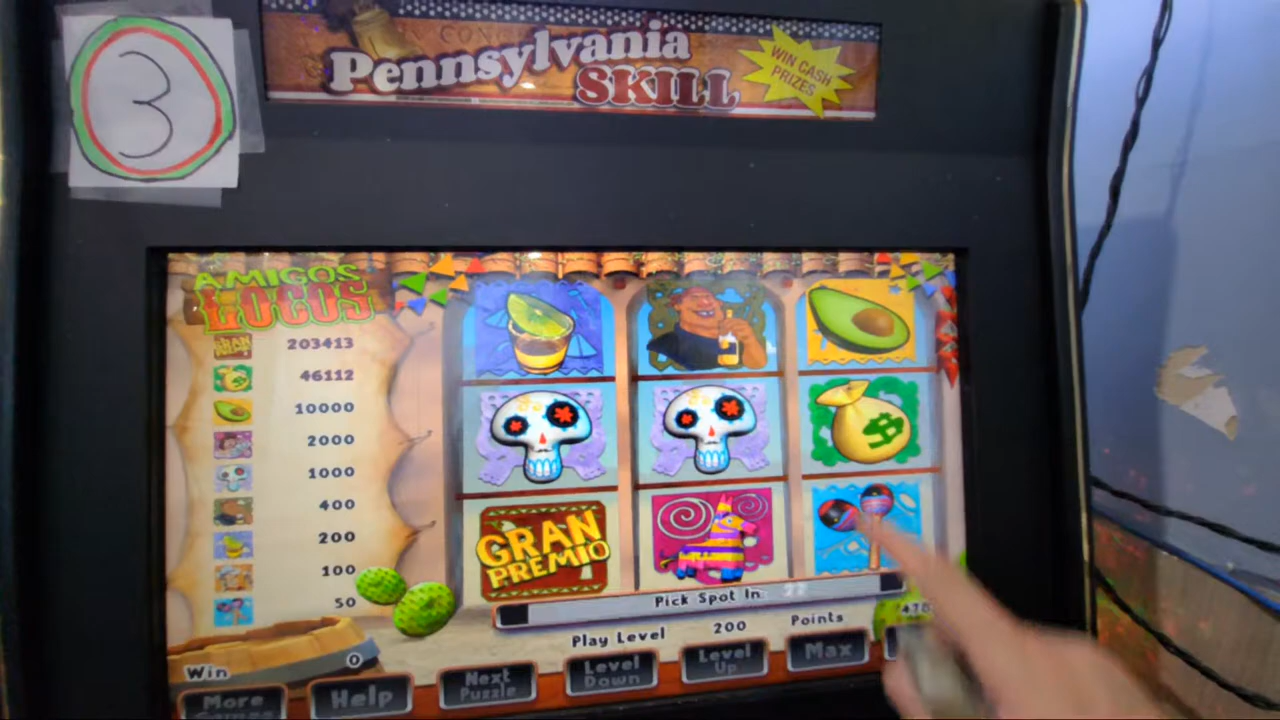 3
Pennsylvania
SKILL
WIN CASH
PRIZES
AMIGOS
LOCOS
203413
46112
10000
2000
1000
400
200
100
50
GRAN
PREMIO
Pick Spot In:
Play Level 200 Points
Win 0
More
Games
Help
Next
Puzzle
Level
Down
Level
Up
Max